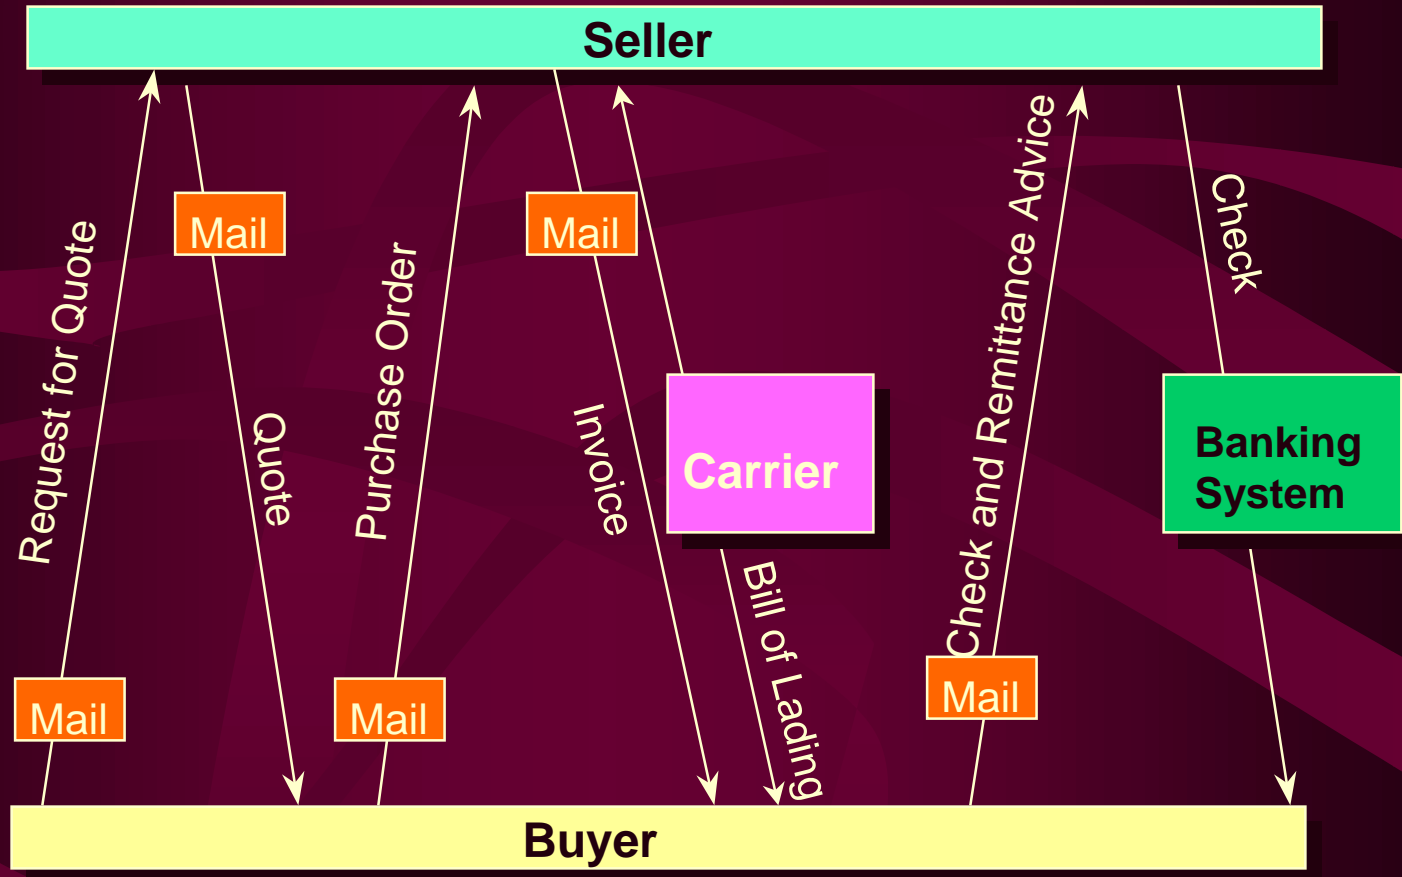 Seller
Request for Quote
Mail
Mail
Quote
Purchase Order
Mail
Mail
Invoice
Carrier
Bill of Lading
Check and Remittance Advice
Mail
Check
Banking
System
Buyer